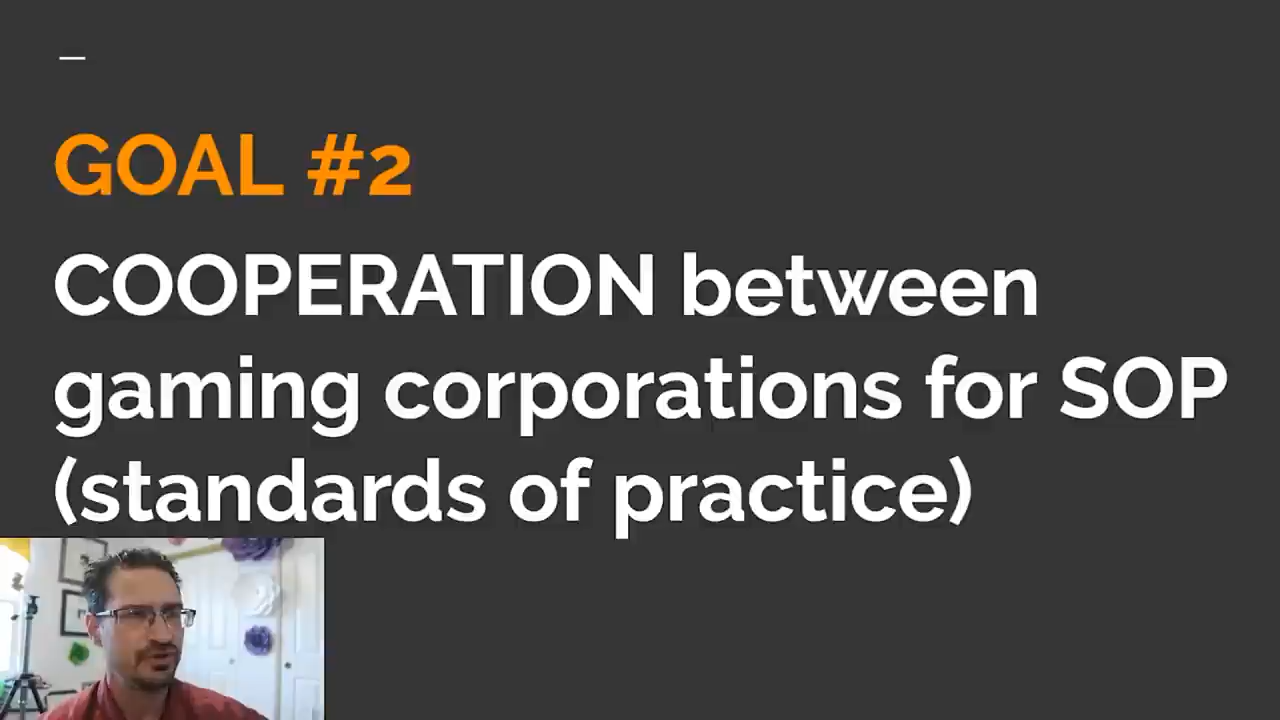 GOAL #2
COOPERATION between
gaming corporations for SOP
(standards of practice)